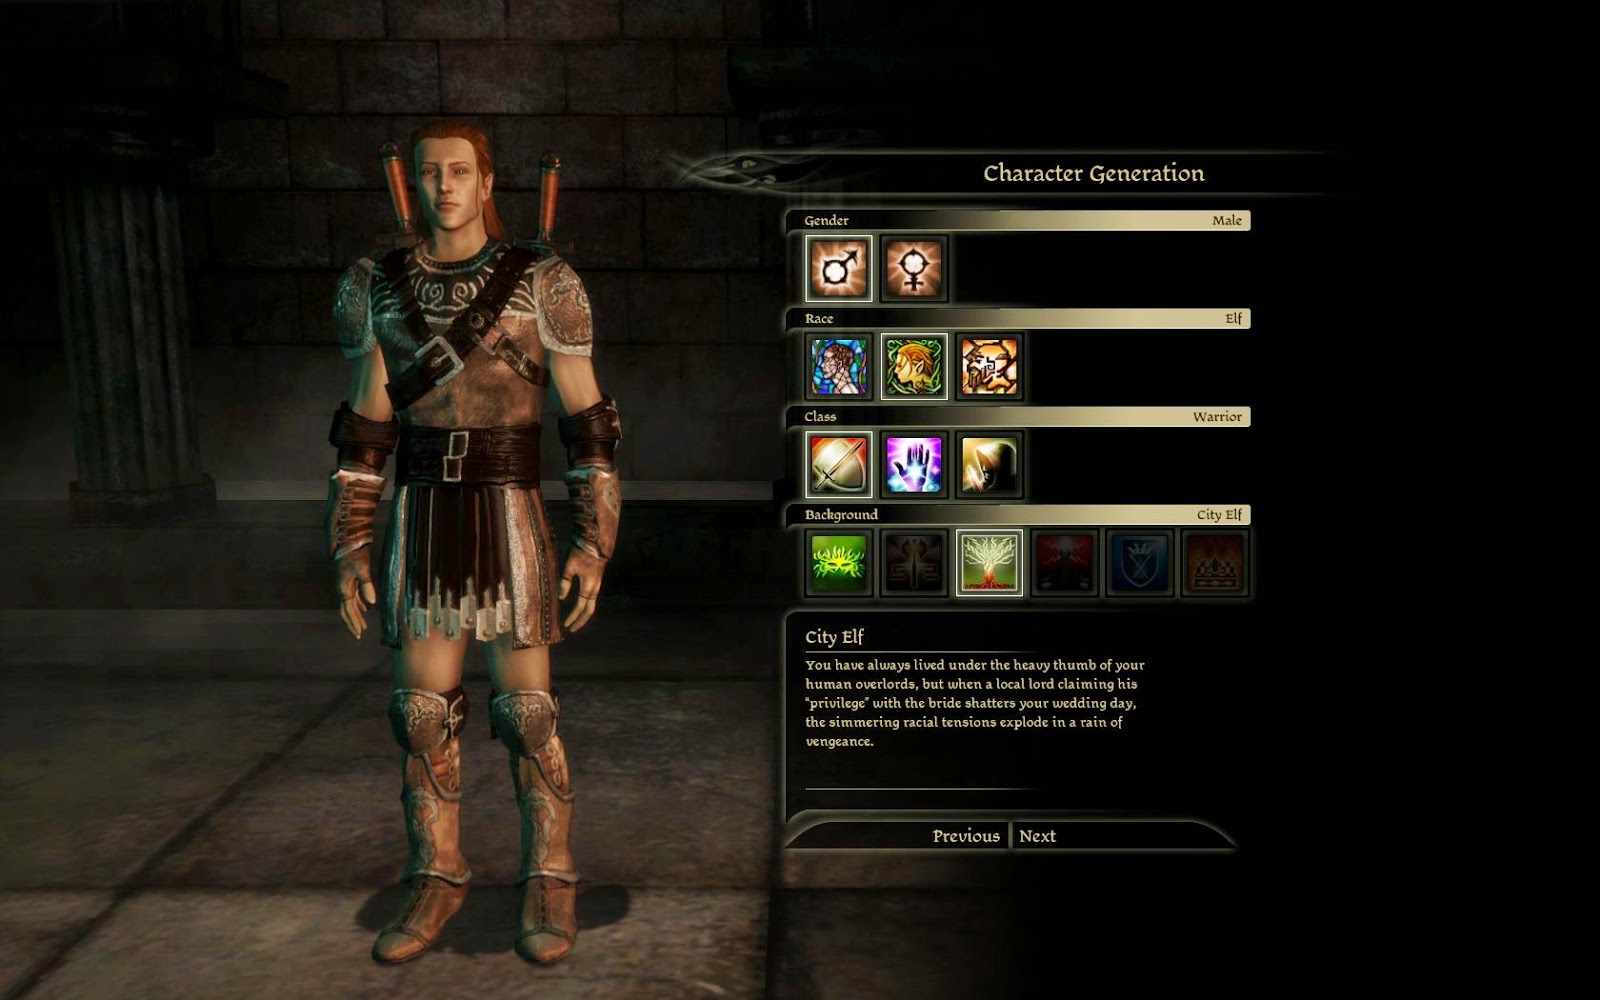 Character Generation
Gender Male
Race Elf
Class Warrior
Background City Elf
City Elf
You have always lived under the heavy thumb of your
human overlords, but when a local lord claiming his
"privilege" with the bride shatters your wedding day,
the simmering racial tensions explode in a rain of
vengeance.
Previous Next